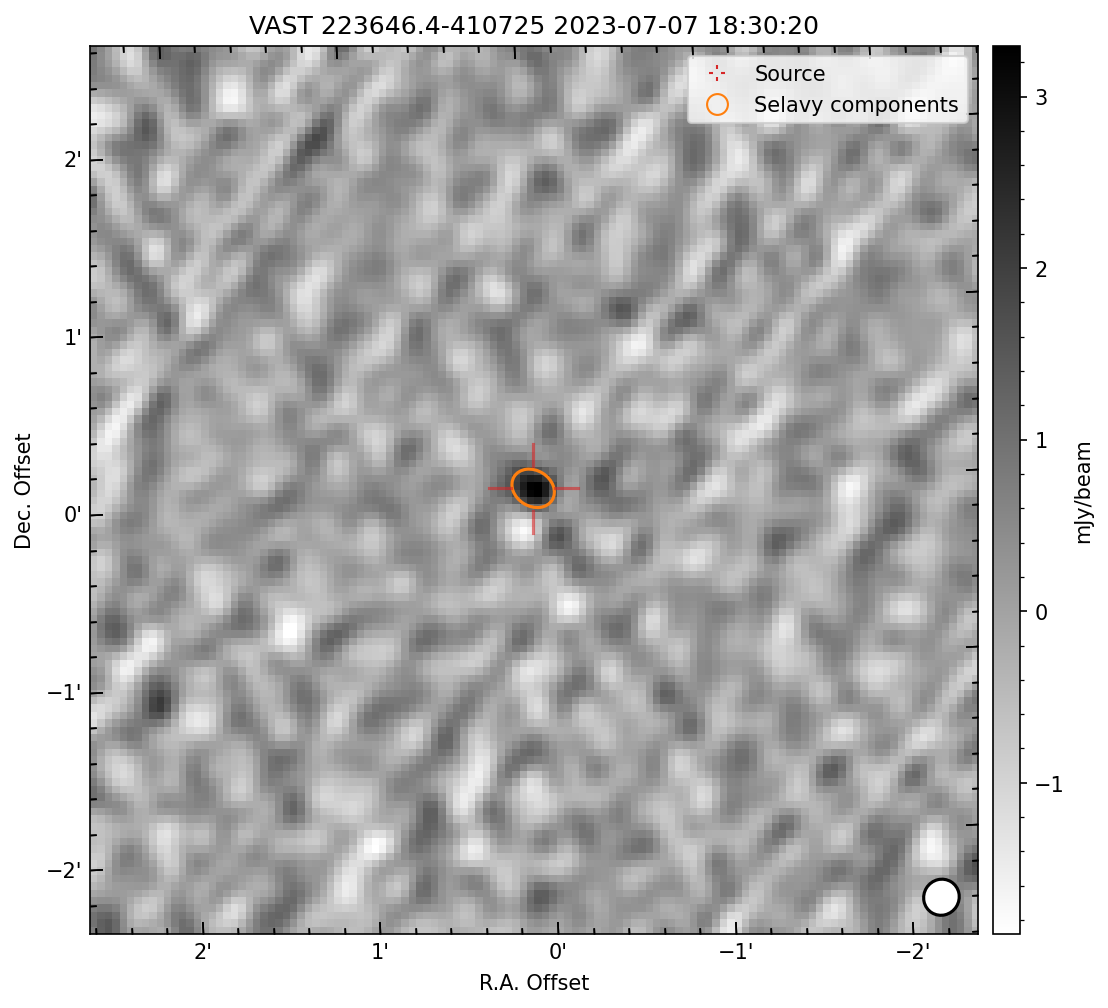 VAST 223646.4-410725 2023-07-07 18:30:20
Source
Selavy components
2'
1'
0'
−1'
−2'
Dec. Offset
2'
1'
0'
−1'
−2'
R.A. Offset
3
2
1
0
−1
mJy/beam